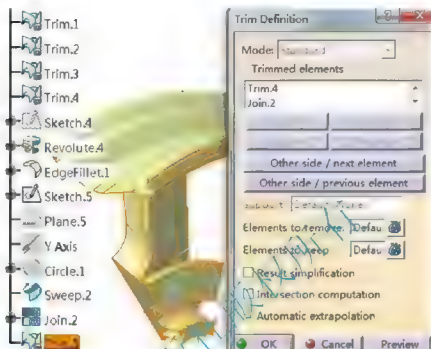 Trim.1
Trim.2
Trim.3
Trim.4
Sketch.4
Revolute.4
EdgeFillet.1
Sketch.5
Plane.5
Y Axis
Circle.1
Sweep.2
Join.2
Trim Definition
Mode:
Trimmed elements
Trim.4
Join.2
Other side / next element
Other side / previous element
Elements to remove: Defau
Elements to keep Defau
Result simplification
Intersection computation
Automatic extrapolation
OK Cancel Preview